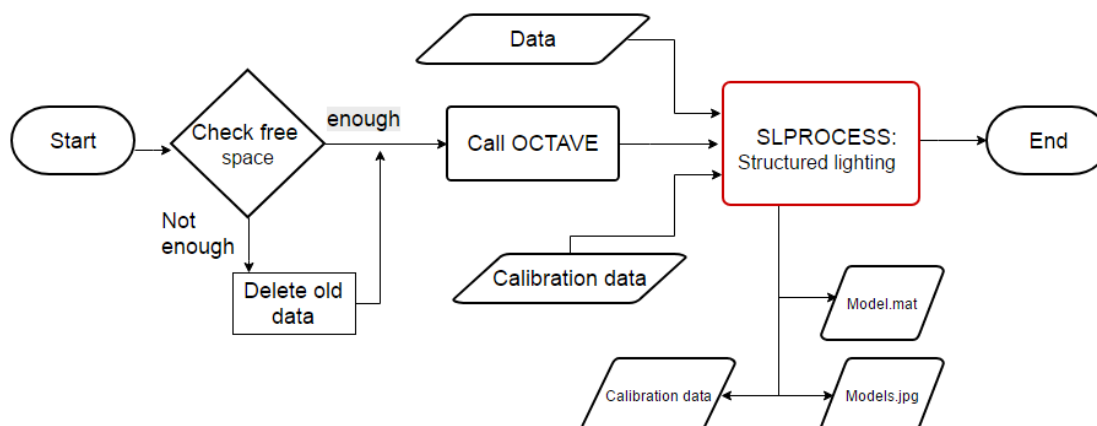 Data
Start
Check free
space
enough
Call OCTAVE
SLPROCESS:
Structured lighting
End
Not
enough
Delete old
data
Calibration data
Model.mat
Calibration data
Models.jpg